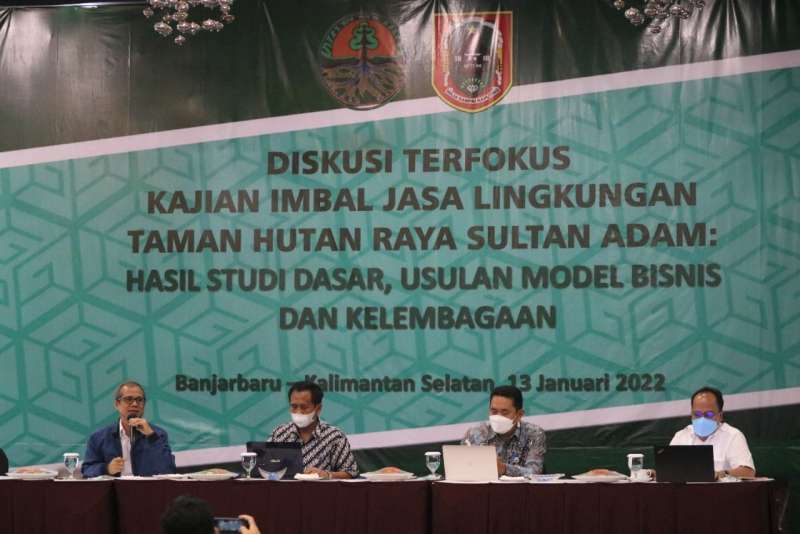 DISKUSI TERFOKUS
KAJIAN IMBAL JASA LINGKUNGAN
TAMAN HUTAN RAYA SULTAN ADAM:
HASIL STUDI DASAR, USULAN MODEL BISNIS
DAN KELEMBAGAAN
Banjarbaru – Kalimantan Selatan, 13 Januari 2022